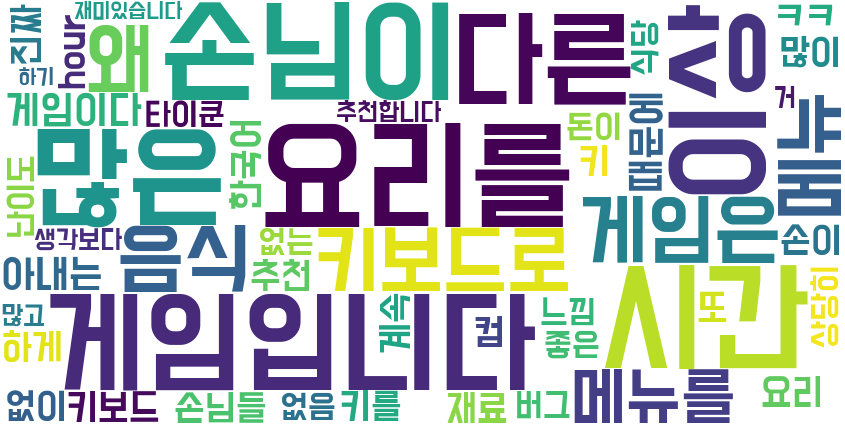 재미있습니다
진짜
하기
hour
왜
손님이
다른
식당
ㅋㅋ
많이
게임이다
타이쿤
추천합니다
거
돈이
키
때문에
많은
한국어
요리를
난이도
생각보다
없는
게임은
손이
아내는
음식
추천
키보드로
많고
하게
게임입니다
계속
컴
느낌
좋은
시간
또
상당히
없이
키보드
손님들
없음
키를
재료
버그
메뉴를
요리